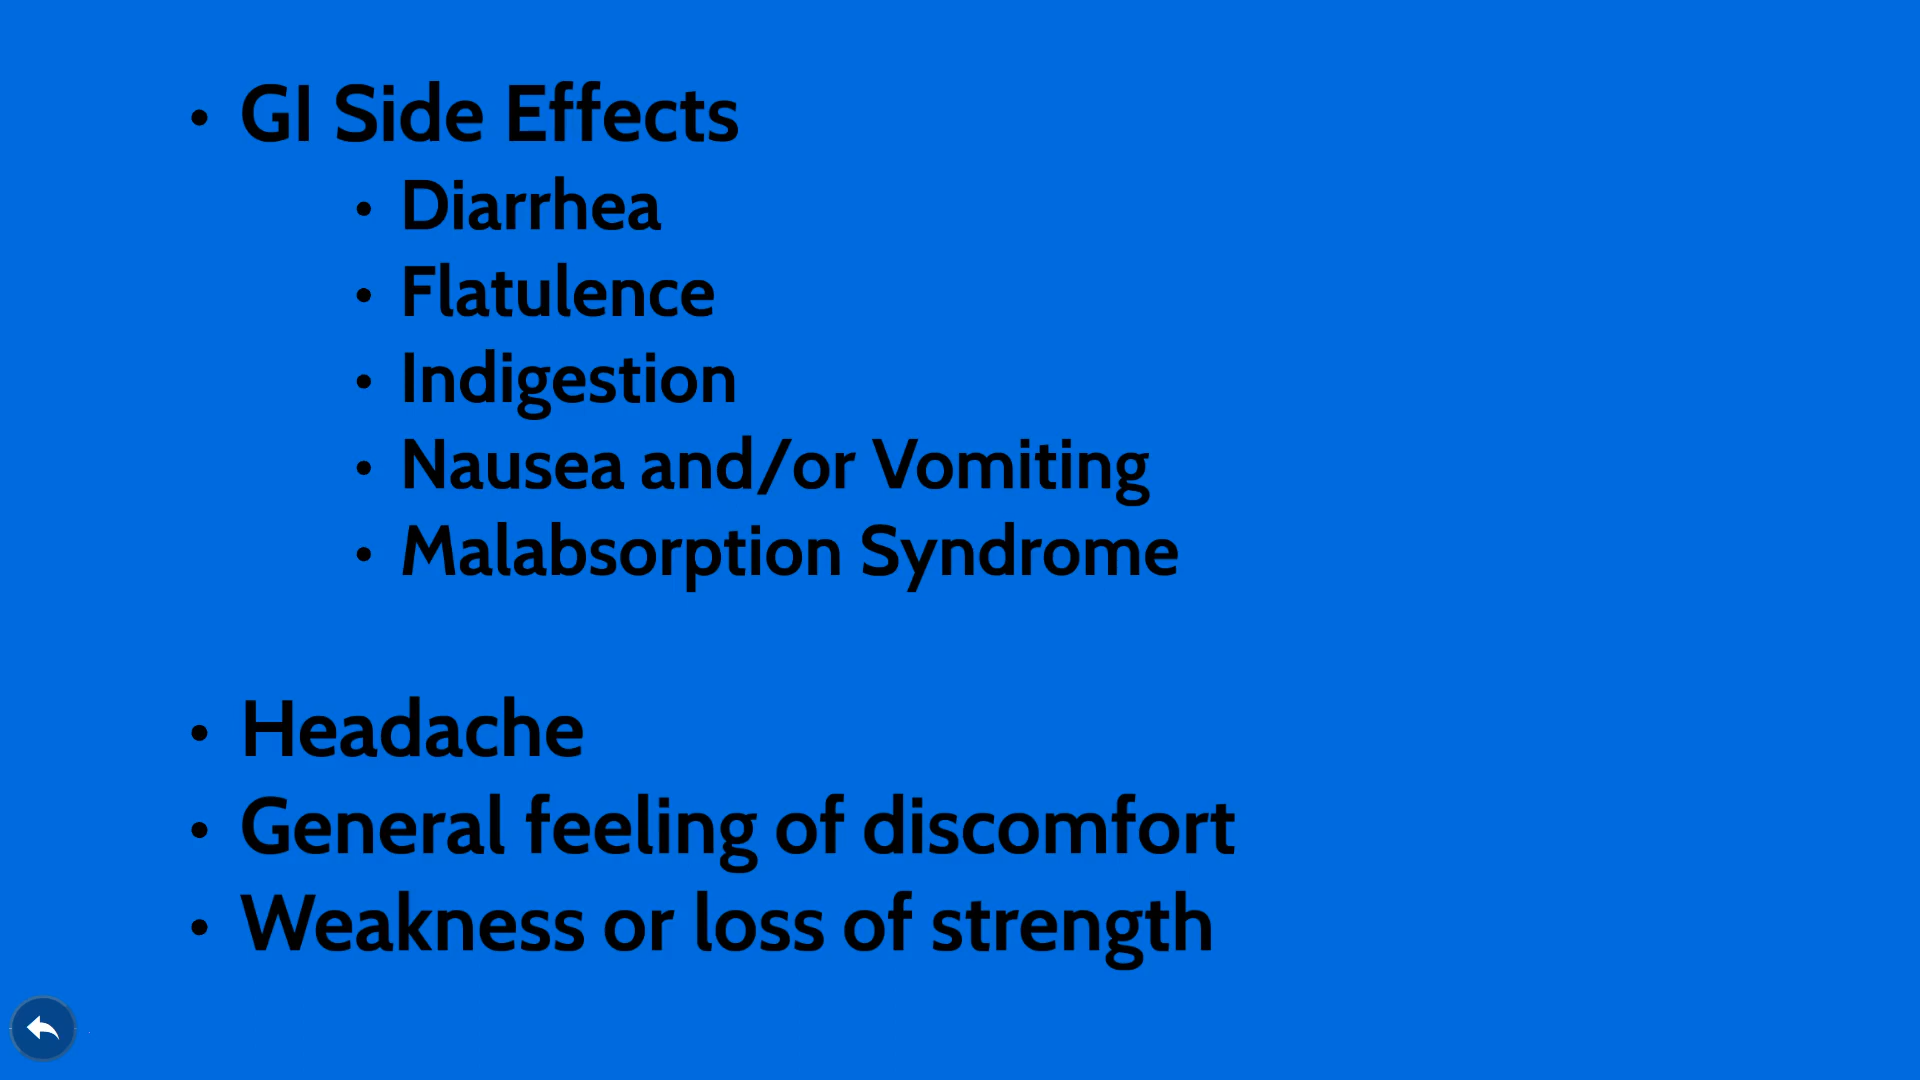 • GI Side Effects
• Diarrhea
• Flatulence
• Indigestion
• Nausea and/or Vomiting
• Malabsorption Syndrome
• Headache
• General feeling of discomfort
• Weakness or loss of strength